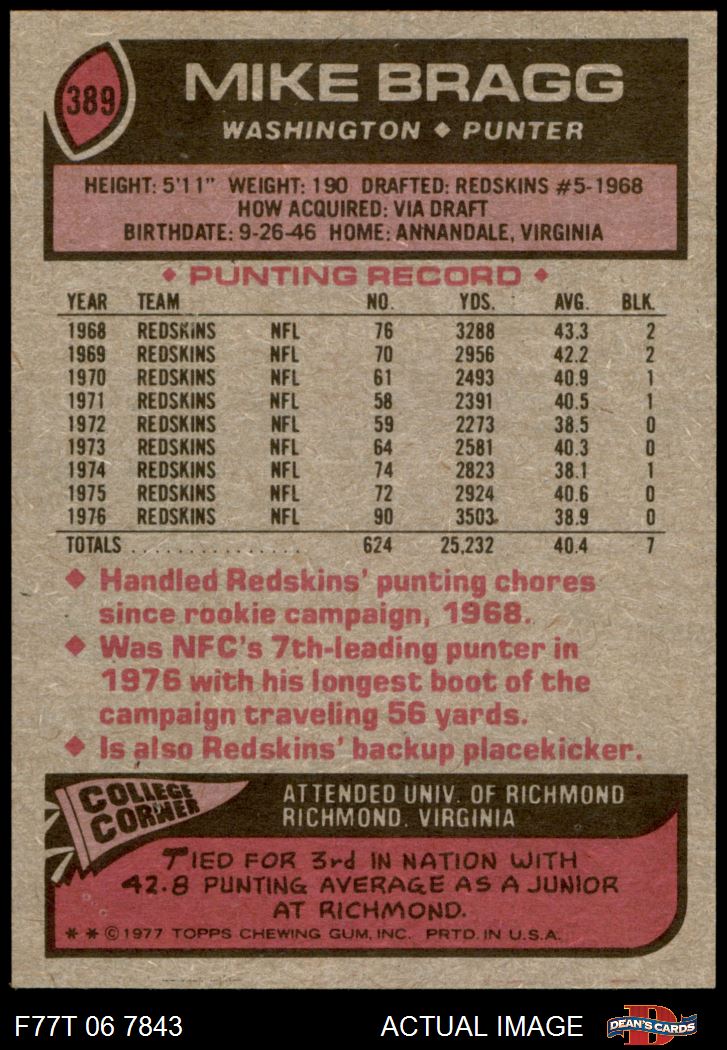 389
MIKE BRAGG
WASHINGTON ◆ PUNTER
HEIGHT: 5'11" WEIGHT: 190 DRAFTED: REDSKINS #5-1968
HOW ACQUIRED: VIA DRAFT
BIRTHDATE: 9-26-46 HOME: ANNANDALE, VIRGINIA
◆ PUNTING RECORD ◆
YEAR TEAM NO. YDS. AVG. BLK.
1968 REDSKINS NFL 76 3288 43.3 2
1969 REDSKINS NFL 70 2956 42.2 2
1970 REDSKINS NFL 61 2493 40.9 1
1971 REDSKINS NFL 58 2391 40.5 1
1972 REDSKINS NFL 59 2273 38.5 0
1973 REDSKINS NFL 64 2581 40.3 0
1974 REDSKINS NFL 74 2823 38.1 1
1975 REDSKINS NFL 72 2924 40.6 0
1976 REDSKINS NFL 90 3503 38.9 0
TOTALS . . . . . . . . . . . . . . . 624 25,232 40.4 7
◆ Handled Redskins' punting chores
since rookie campaign, 1968.
◆ Was NFC's 7th-leading punter in
1976 with his longest boot of the
campaign traveling 56 yards.
◆ Is also Redskins' backup placekicker.
COLLEGE
CORNER
ATTENDED UNIV. OF RICHMOND
RICHMOND, VIRGINIA
TIED FOR 3rd IN NATION WITH
42.8 PUNTING AVERAGE AS A JUNIOR
AT RICHMOND.
* * © 1977 TOPPS CHEWING GUM, INC. PRTD. IN U.S.A.
F77T 06 7843 ACTUAL IMAGE DEAN'S CARDS